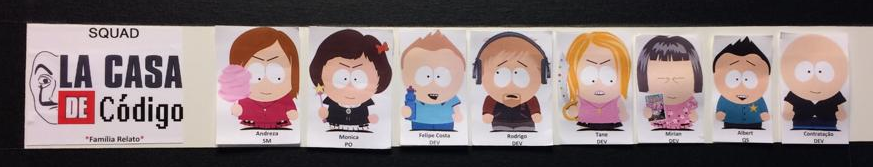 SQUAD
LA CASA
DE Código
*Família Relato*
Andreza
SM
Monica
PO
Felipe Costa
DEV
Rodrigo
DEV
Tane
DEV
Mirian
DEV
Albert
QS
Contratação
DEV